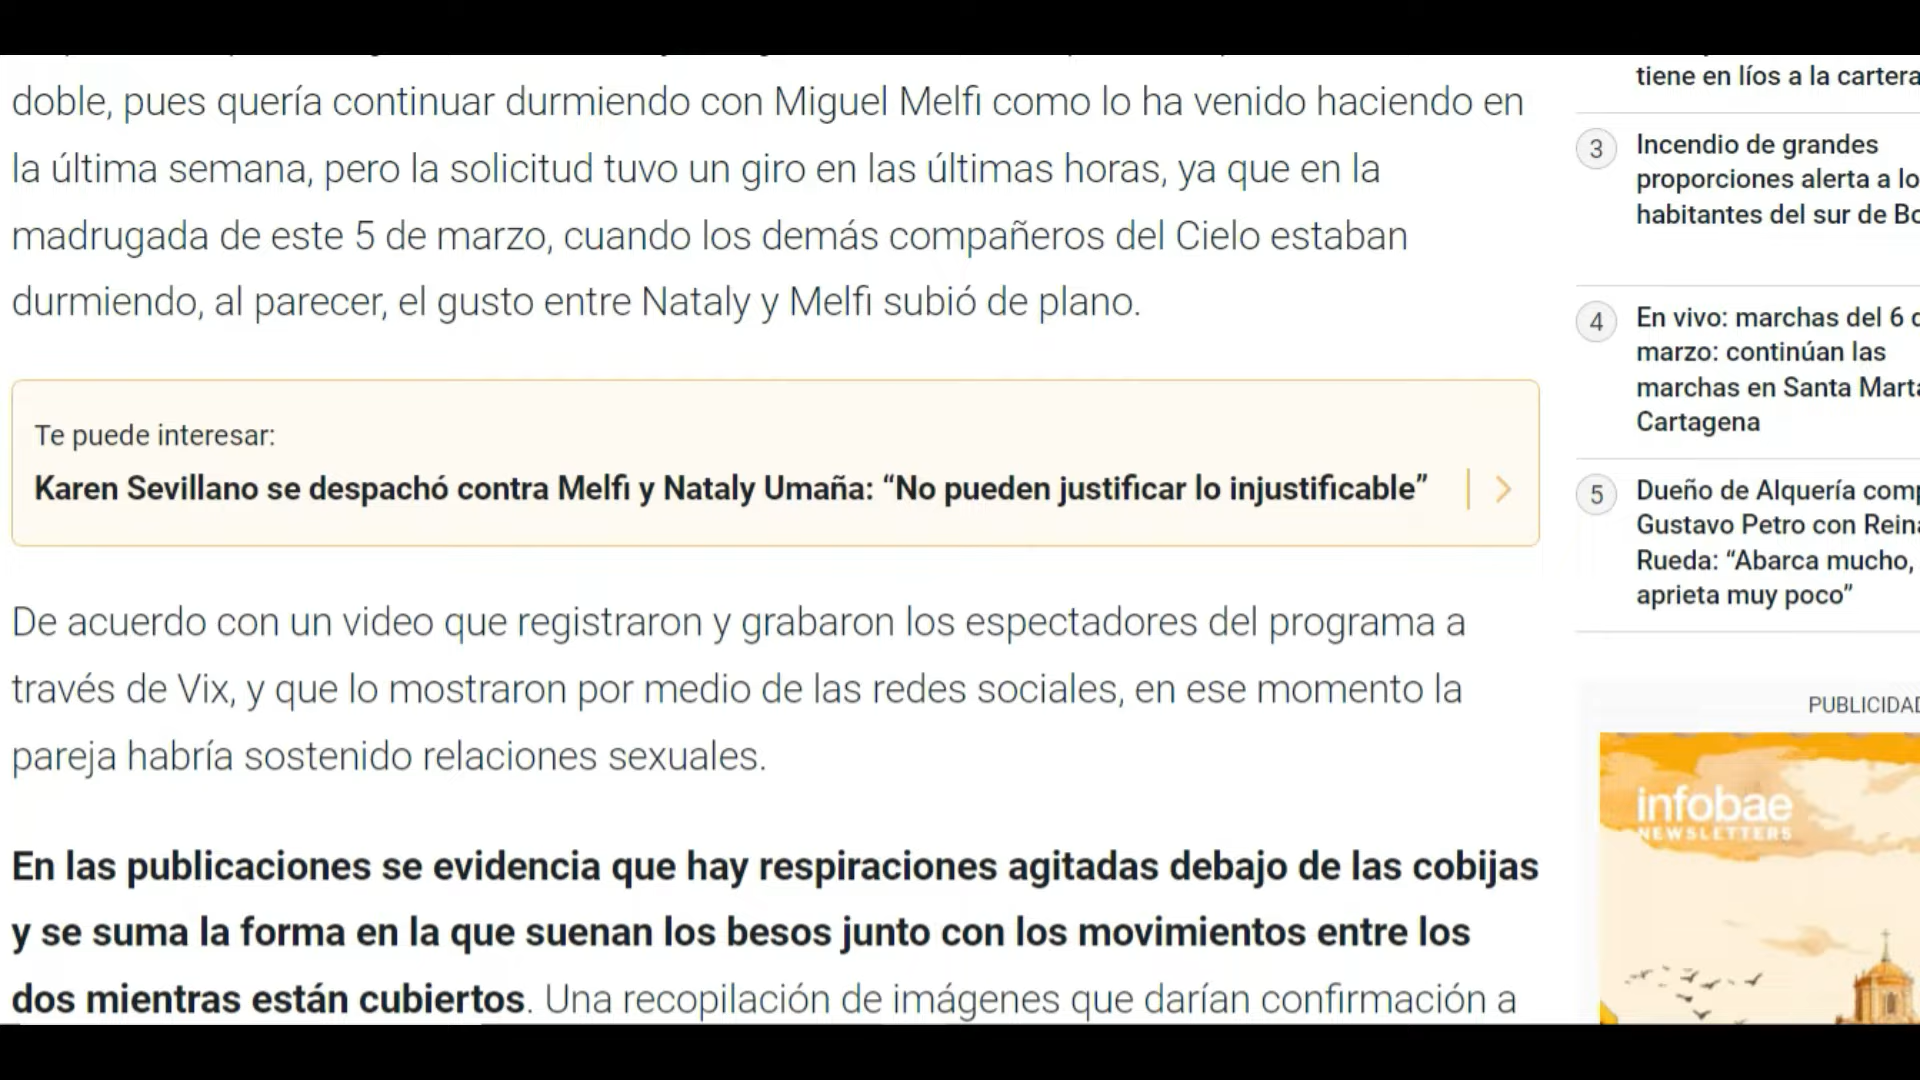 doble, pues quería continuar durmiendo con Miguel Melfi como lo ha venido haciendo en
la última semana, pero la solicitud tuvo un giro en las últimas horas, ya que en la
madrugada de este 5 de marzo, cuando los demás compañeros del Cielo estaban
durmiendo, al parecer, el gusto entre Nataly y Melfi subió de plano.
Te puede interesar:
Karen Sevillano se despachó contra Melfi y Nataly Umaña: “No pueden justificar lo injustificable”
De acuerdo con un video que registraron y grabaron los espectadores del programa a
través de Vix, y que lo mostraron por medio de las redes sociales, en ese momento la
pareja habría sostenido relaciones sexuales.
En las publicaciones se evidencia que hay respiraciones agitadas debajo de las cobijas
y se suma la forma en la que suenan los besos junto con los movimientos entre los
dos mientras están cubiertos. Una recopilación de imágenes que darían confirmación a
tiene en líos a la cartera
3
Incendio de grandes
proporciones alerta a lo
habitantes del sur de Bo
4
En vivo: marchas del 6 d
marzo: continúan las
marchas en Santa Marta
Cartagena
5
Dueño de Alquería comp
Gustavo Petro con Reina
Rueda: “Abarca mucho,
aprieta muy poco”
PUBLICIDAD
infobae
NEWSLETTERS